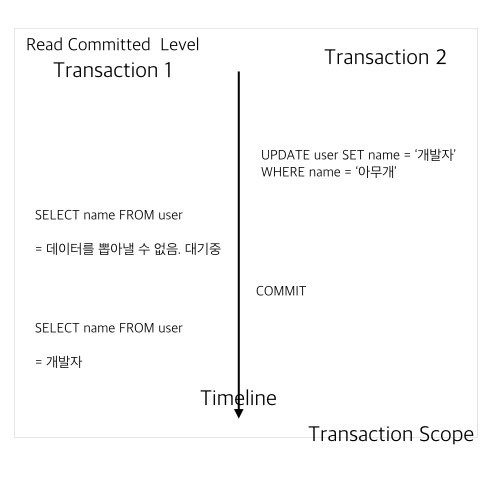 Read Committed  Level
Transaction 1
Transaction 2
UPDATE user SET name = ‘개발자’
WHERE name = ‘아무개’
SELECT name FROM user
= 데이터를 뽑아낼 수 없음. 대기중
COMMIT
SELECT name FROM user
= 개발자
Timeline
Transaction Scope